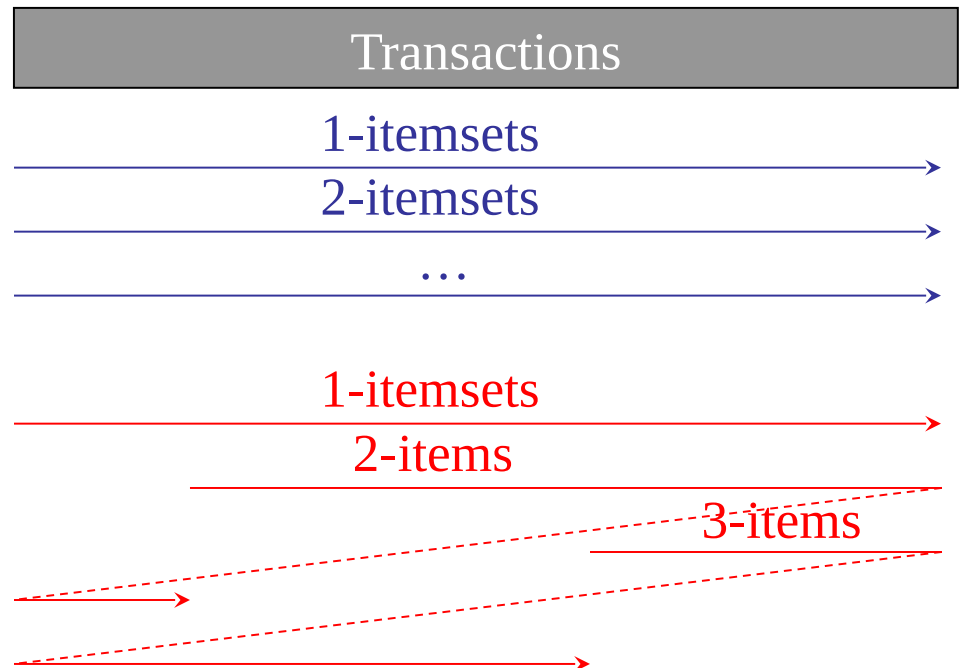 Transactions
1-itemsets
2-itemsets
…
1-itemsets
2-items
3-items